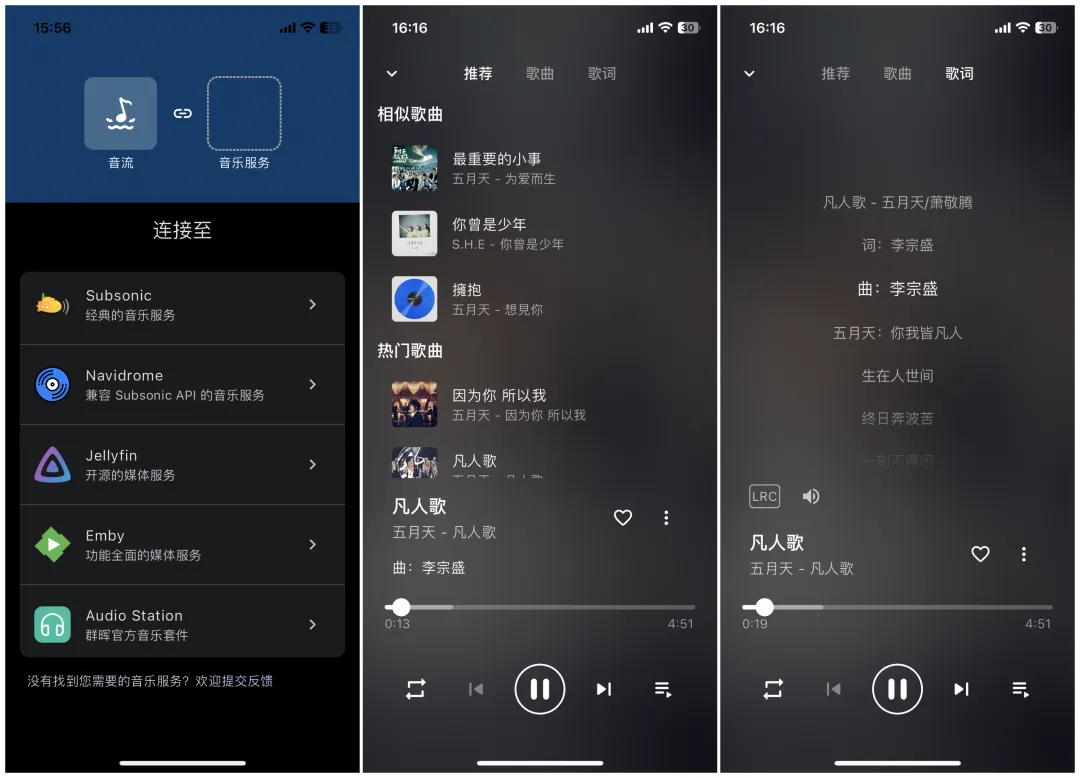 15:56
音流
音乐服务
连接至
Subsonic
经典的音乐服务
Navidrome
兼容 Subsonic API 的音乐服务
Jellyfin
开源的媒体服务
Emby
功能全面的媒体服务
Audio Station
群晖官方音乐套件
没有找到您需要的音乐服务？欢迎提交反馈
16:16
30
推荐
歌曲
歌词
相似歌曲
最重要的小事
五月天 - 为爱而生
你曾是少年
S.H.E - 你曾是少年
擁抱
五月天 - 想見你
热门歌曲
因为你 所以我
五月天 - 因为你 所以我
凡人歌
凡人歌
五月天 - 凡人歌
曲：李宗盛
0:13
4:51
16:16
30
推荐
歌曲
歌词
凡人歌 - 五月天/萧敬腾
词：李宗盛
曲：李宗盛
五月天：你我皆凡人
生在人世间
终日奔波苦
一刻不得闲
LRC
凡人歌
五月天 - 凡人歌
0:19
4:51